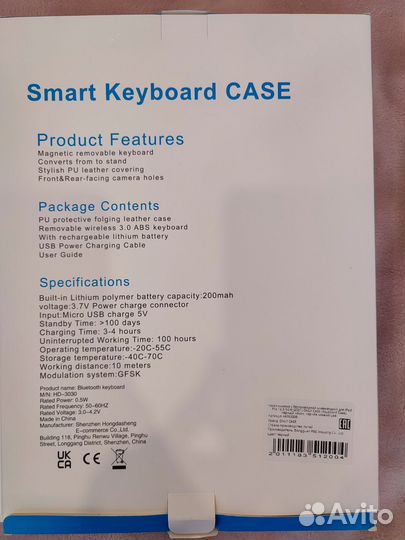 Smart Keyboard CASE
Product Features
Magnetic removable keyboard
Converts from to stand
Stylish PU leather covering
Front&Rear-facing camera holes
Package Contents
PU protective folging leather case
Removable wireless 3.0 ABS keyboard
With rechargeable lithium battery
USB Power Charging Cable
User Guide
Specifications
Built-in Lithium polymer battery capacity:200mah
voltage:3.7V Power charge connector
Input:Micro USB charge 5V
Standby Time: >100 days
Charging Time: 3-4 hours
Uninterrupted Working Time: 100 hours
Operating temperature:-20C-55C
Storage temperature:-40C-70C
Working distance:10 meters
Modulation system:GFSK
Product name: Bluetooth keyboard
M/N: HD-3030
Rated Power: 0.5W
Rated Frequency: 50~60HZ
Rated Voltage: 3.0~4.2V
Made in China
Manufacturer: Shenzhen Hongdasheng
E-commerce Co., Ltd.
Building 118, Pinghu Renwu Village, Pinghu
Street, Longgang District, Shenzhen, China
UK
CA
EAC
Цвет: черный
2011193512004
Avito